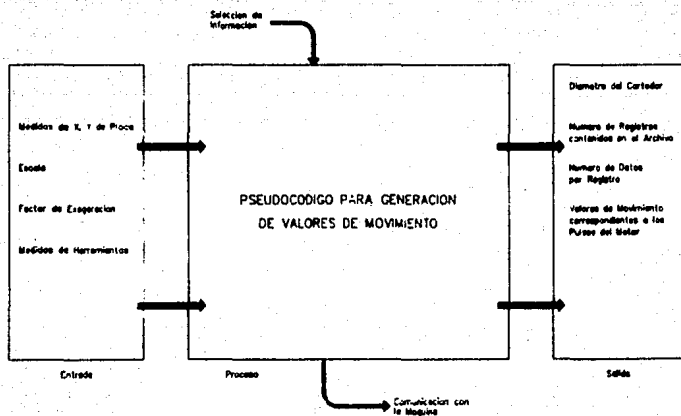 Seleccion de
Informacion
Medidas de X, Y de Placa
Escala
Factor de Exageracion
Medidas de Herramientas
PSEUDOCODIGO PARA GENERACION
DE VALORES DE MOVIMIENTO
Diametro del Cortador
Numero de Registros
contenidos en el Archivo
Numero de Datos
por Registro
Valores de Movimiento
correspondientes a los
Pulsos del Motor
Entrada
Proceso
Comunicacion con
la Maquina
Salida